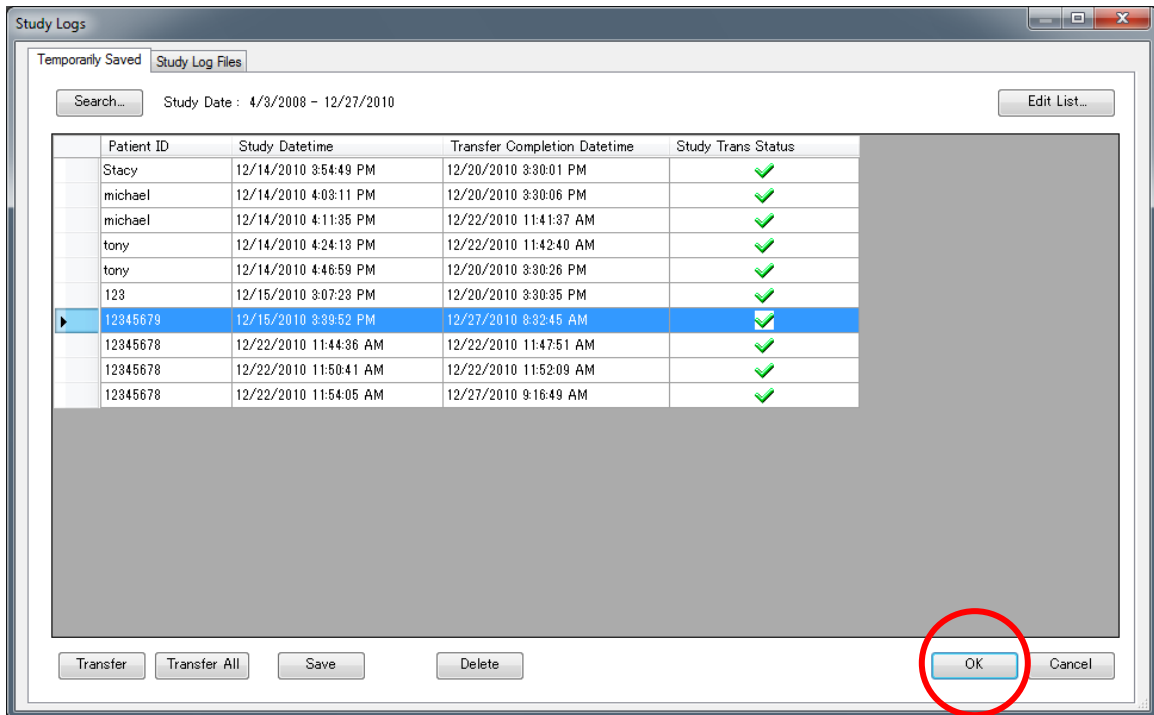 Study Logs
Temporarily Saved Study Log Files
Search... Study Date : 4/3/2008 - 12/27/2010 Edit List...
Patient ID Study Datetime Transfer Completion Datetime Study Trans Status
Stacy 12/14/2010 3:54:49 PM 12/20/2010 3:30:01 PM
michael 12/14/2010 4:03:11 PM 12/20/2010 3:30:06 PM
michael 12/14/2010 4:11:35 PM 12/22/2010 11:41:37 AM
tony 12/14/2010 4:24:13 PM 12/22/2010 11:42:40 AM
tony 12/14/2010 4:46:59 PM 12/20/2010 3:30:26 PM
123 12/15/2010 3:07:23 PM 12/20/2010 3:30:35 PM
12345679 12/15/2010 3:39:52 PM 12/27/2010 8:32:45 AM
12345678 12/22/2010 11:44:36 AM 12/22/2010 11:47:51 AM
12345678 12/22/2010 11:50:41 AM 12/22/2010 11:52:09 AM
12345678 12/22/2010 11:54:05 AM 12/27/2010 9:16:49 AM
Transfer Transfer All Save Delete OK Cancel